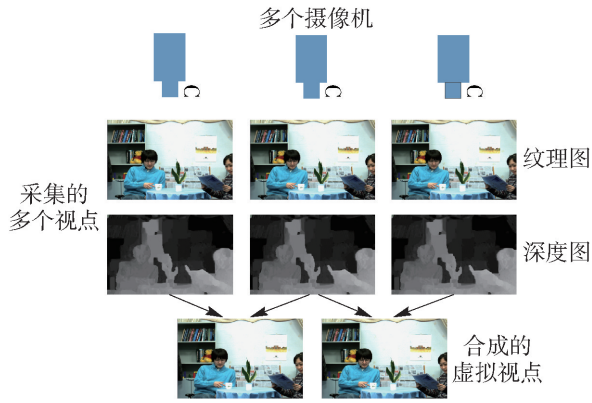 多个摄像机
纹理图
采集的
多个视点
深度图
合成的
虚拟视点